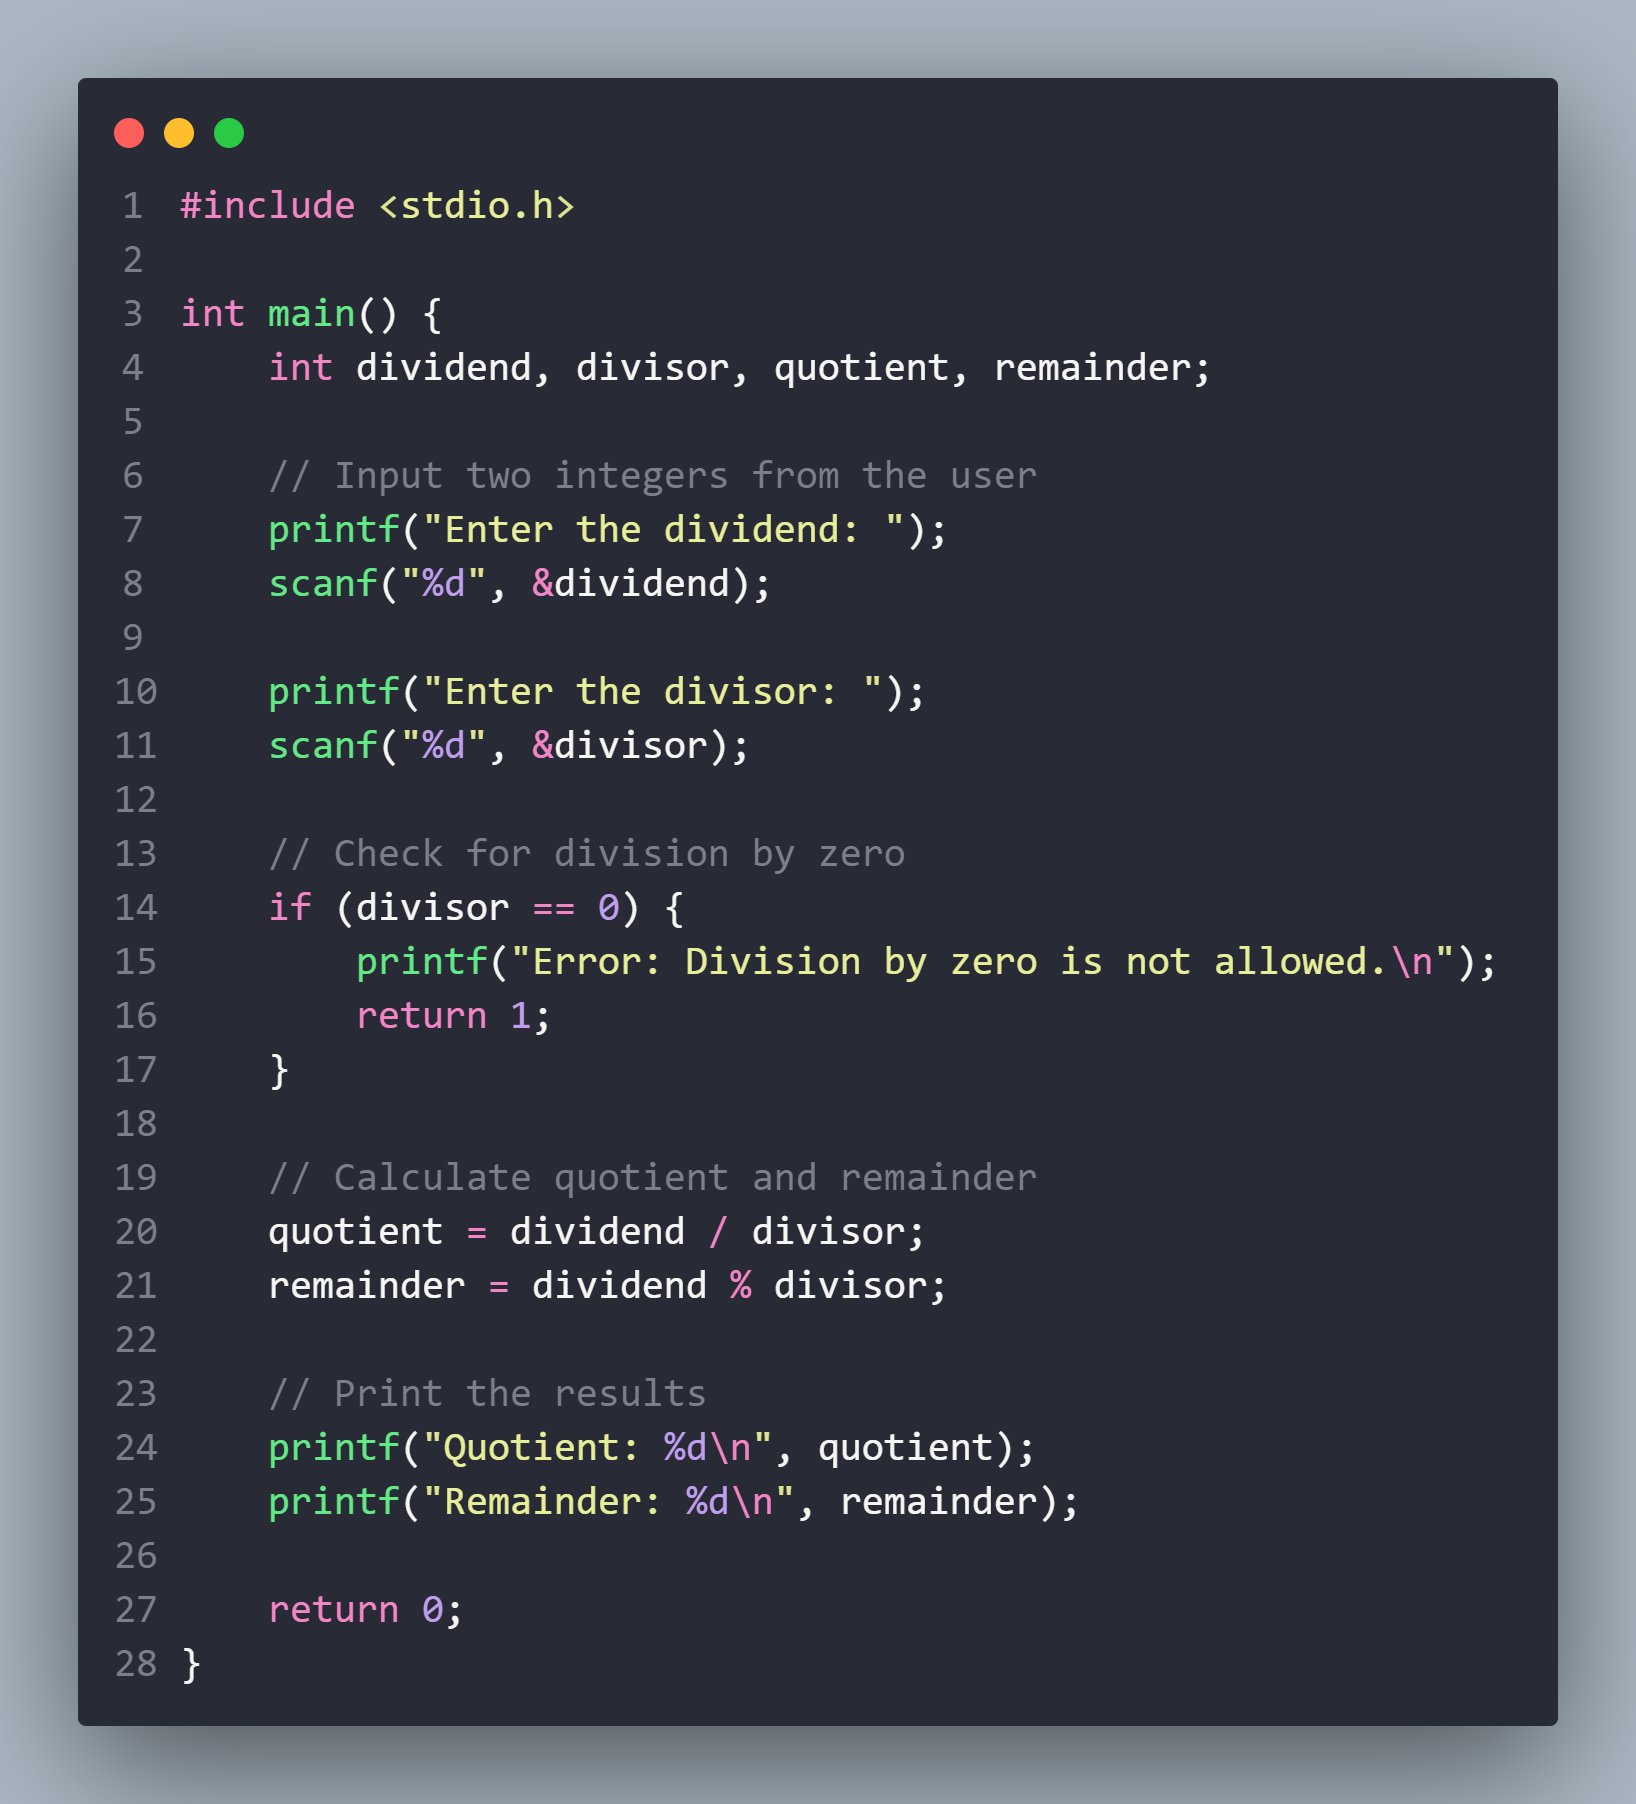 1 #include <stdio.h>
2
3 int main() {
4     int dividend, divisor, quotient, remainder;
5
6     // Input two integers from the user
7     printf("Enter the dividend: ");
8     scanf("%d", &dividend);
9
10     printf("Enter the divisor: ");
11     scanf("%d", &divisor);
12
13     // Check for division by zero
14     if (divisor == 0) {
15         printf("Error: Division by zero is not allowed.\n");
16         return 1;
17     }
18
19     // Calculate quotient and remainder
20     quotient = dividend / divisor;
21     remainder = dividend % divisor;
22
23     // Print the results
24     printf("Quotient: %d\n", quotient);
25     printf("Remainder: %d\n", remainder);
26
27     return 0;
28 }